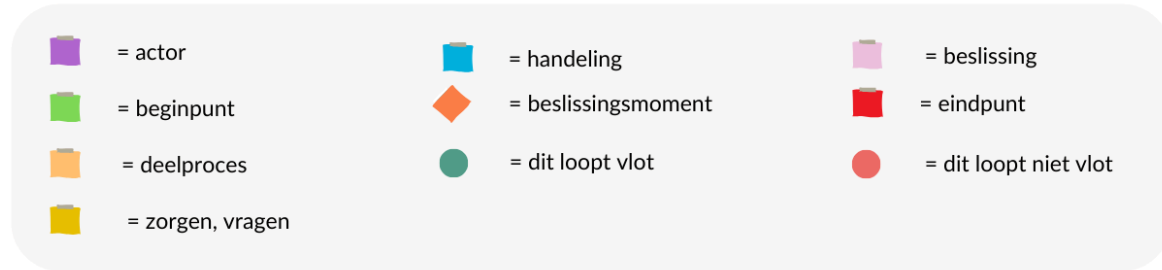 = actor
= beginpunt
= deelproces
= zorgen, vragen
= handeling
= beslissingsmoment
= dit loopt vlot
= beslissing
= eindpunt
= dit loopt niet vlot